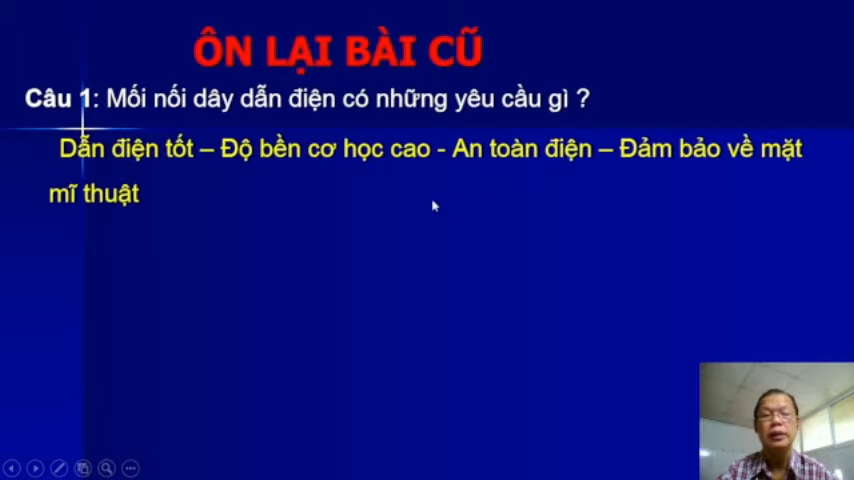 ÔN LẠI BÀI CŨ
Câu 1: Mối nối dây dẫn điện có những yêu cầu gì ?
Dẫn điện tốt – Độ bền cơ học cao - An toàn điện – Đảm bảo về mặt
mĩ thuật